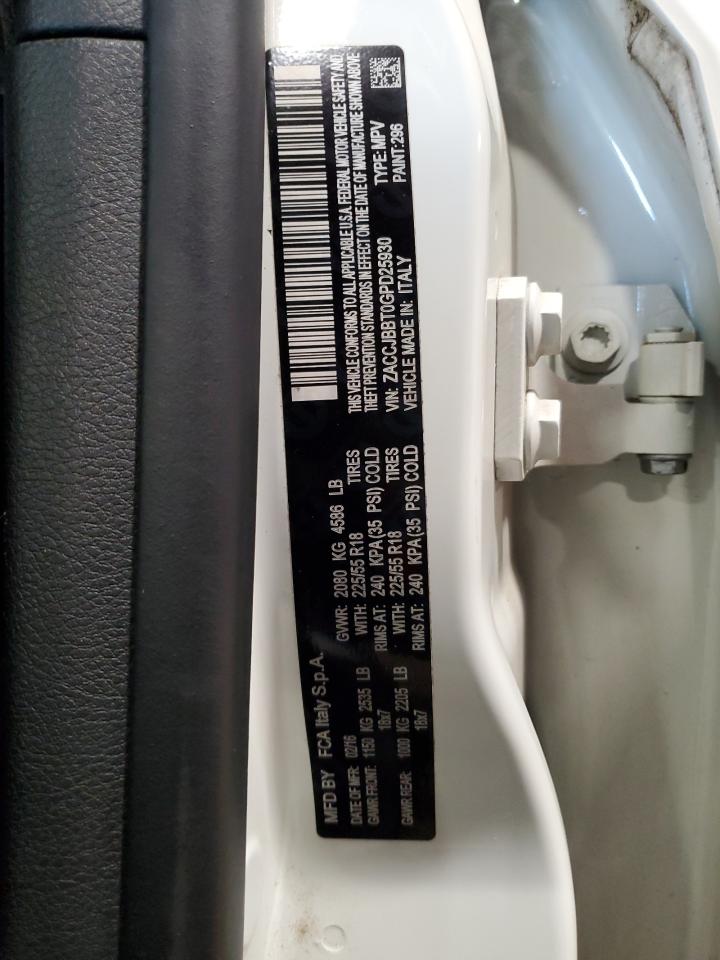 MFD BY FCA Italy S.p.A.
DATE OF MFR: 02/16 GVWR: 2080 KG 4586 LB
GAWR FRONT: 1150 KG 2535 LB WITH: 225/55 R18 TIRES
18x7 RIMS AT: 240 KPA(35 PSI) COLD
GAWR REAR: 1000 KG 2205 LB WITH: 225/55 R18 TIRES
18x7 RIMS AT: 240 KPA(35 PSI) COLD
THIS VEHICLE CONFORMS TO ALL APPLICABLE U.S.A. FEDERAL MOTOR VEHICLE SAFETY AND
THEFT PREVENTION STANDARDS IN EFFECT ON THE DATE OF MANUFACTURE SHOWN ABOVE
VIN: ZACCJBBT0GPD25930 TYPE: MPV
VEHICLE MADE IN: ITALY PAINT: 296